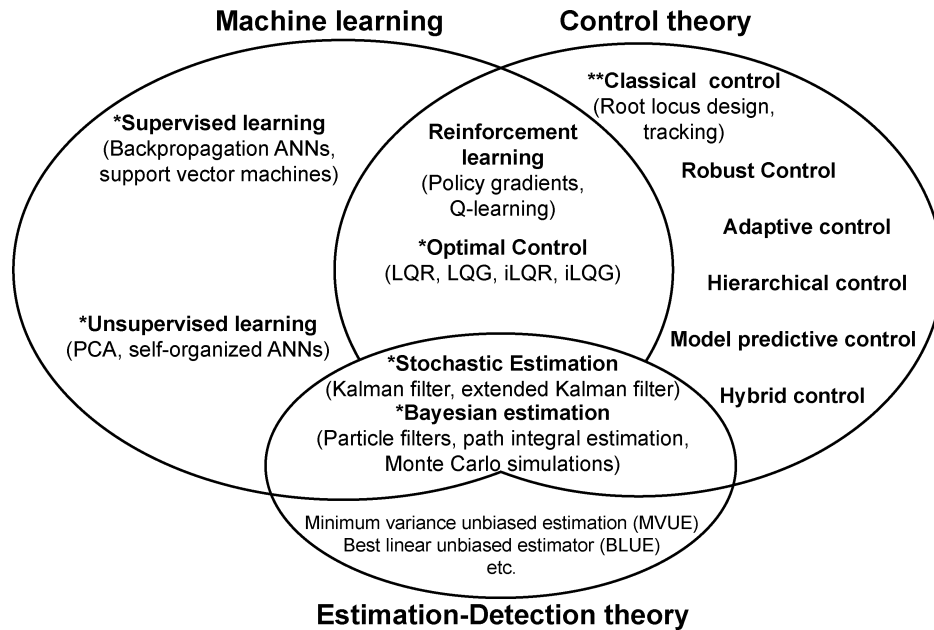 Machine learning
Control theory
*Supervised learning
(Backpropagation ANNs,
support vector machines)
*Unsupervised learning
(PCA, self-organized ANNs)
Reinforcement
learning
(Policy gradients,
Q-learning)
*Optimal Control
(LQR, LQG, iLQR, iLQG)
**Classical control
(Root locus design,
tracking)
Robust Control
Adaptive control
Hierarchical control
Model predictive control
Hybrid control
*Stochastic Estimation
(Kalman filter, extended Kalman filter)
*Bayesian estimation
(Particle filters, path integral estimation,
Monte Carlo simulations)
Minimum variance unbiased estimation (MVUE)
Best linear unbiased estimator (BLUE)
etc.
Estimation-Detection theory